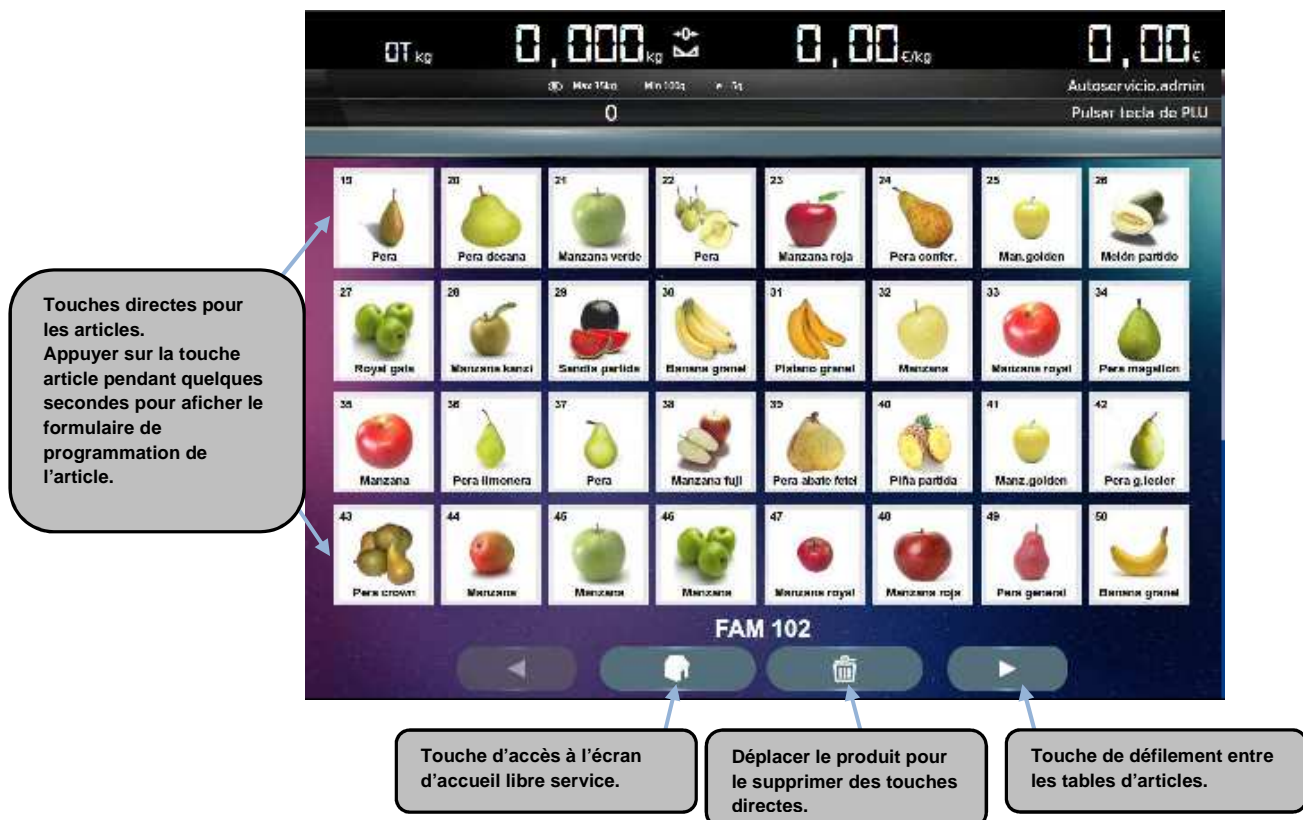 0T kg 0,000 kg →0← 0,00 €/kg 0,00 €
Max 15kg Min 100g e= 5g Autoservicio.admin
0 Pulsar tecla de PLU
19 20 21 22 23 24 25 26
Pera Pera decana Manzana verde Pera Manzana roja Pera confer. Man.golden Melón partido
27 28 29 30 31 32 33 34
Royal gala Manzana kanzi Sandía partida Banana granel Platano granel Manzana Manzana royal Pera magallon
35 36 37 38 39 40 41 42
Manzana Pera limonera Pera Manzana fuji Pera abate fetel Piña partida Manz.golden Pera g.lecler
43 44 45 46 47 48 49 50
Pera crown Manzana Manzana Manzana Manzana royal Manzana roja Pera general Banana granel
FAM 102
Touches directes pour
les articles.
Appuyer sur la touche
article pendant quelques
secondes pour aficher le
formulaire de
programmation de
l’article.
Touche d’accès à l’écran
d’accueil libre service.
Déplacer le produit pour
le supprimer des touches
directes.
Touche de défilement entre
les tables d’articles.